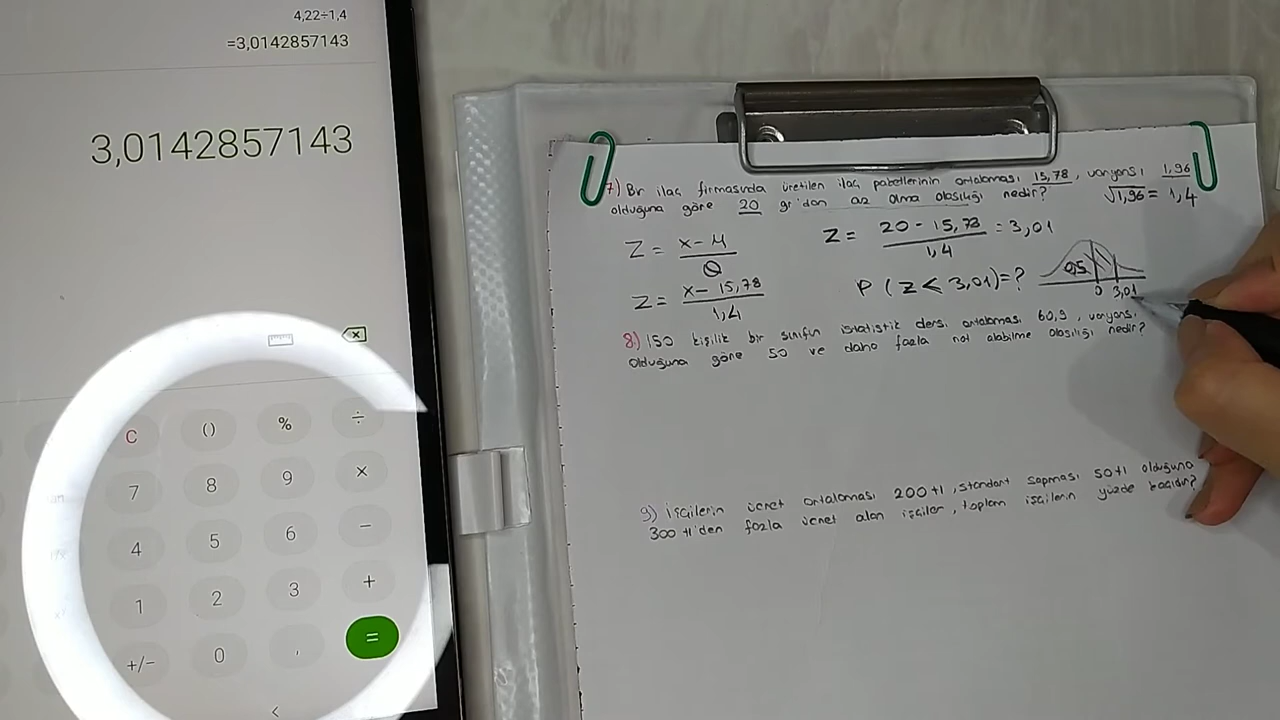 4,22÷1,4
=3,0142857143
3,0142857143
C () % ÷
7 8 9 ×
4 5 6 −
1 2 3 +
+/− 0 , =
7) Bir ilaç firmasında üretilen ilaç paketlerinin ortalaması 15,78, varyansı 1,96
olduğuna göre 20 gr'dan az olma olasılığı nedir? √1,96 = 1,4
Z = x-M / Q
Z = 20-15,78 / 1,4 = 3,01
Z = x-15,78 / 1,4
P (Z < 3,01) = ?
0,5
0 3,01
8) 150 kişilik bir sınıfın istatistik dersi ortalaması 60,9, varyansı
olduğuna göre 50 ve daha fazla not alabilme olasılığı nedir?
9) İşçilerin ücret ortalaması 200 tl, standart sapması 50 tl olduğuna
300 tl'den fazla ücret alan işçiler, toplam işçilerin yüzde kaçıdır?